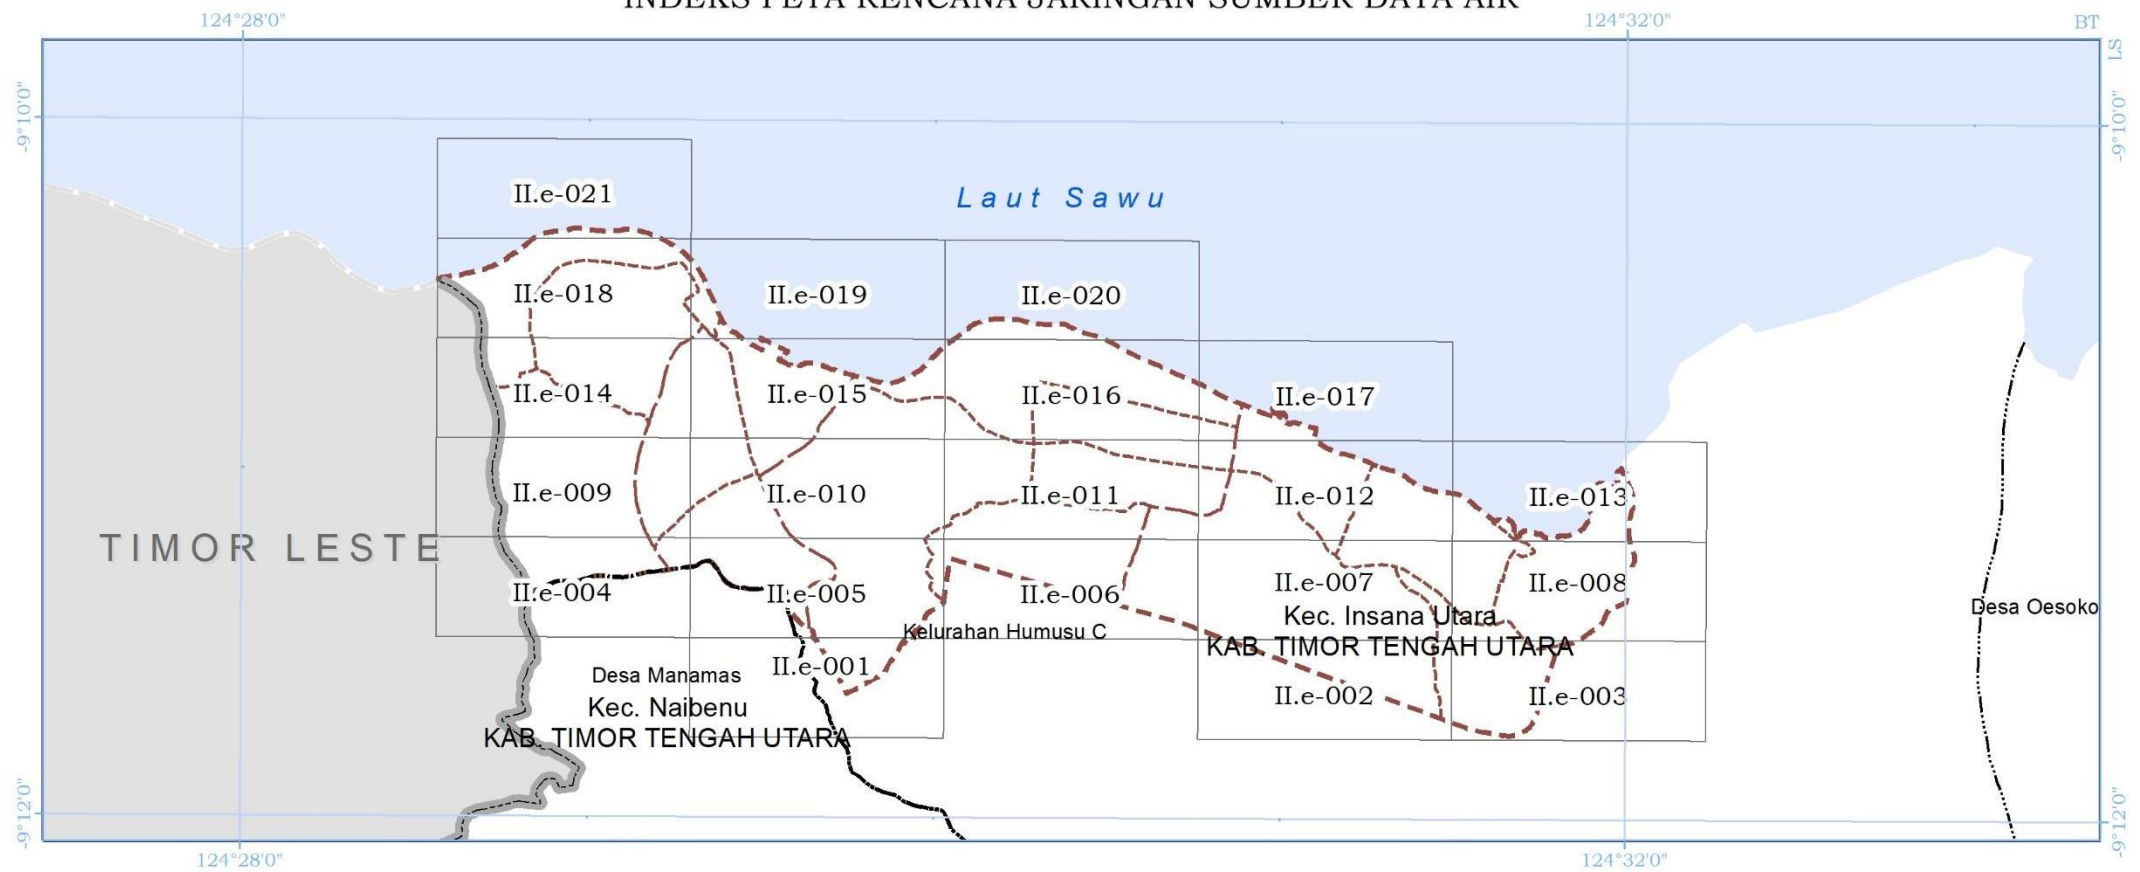 INDEKS PETA RENCANA JARINGAN SUMBER DAYA AIR
124°28'0"
124°32'0"
BT
LS
-9°10'0"
-9°10'0"
II.e-021
Laut Sawu
II.e-018
II.e-019
II.e-020
II.e-014
II.e-015
II.e-016
II.e-017
II.e-009
II.e-010
II.e-011
II.e-012
II.e-013
TIMOR LESTE
II.e-004
II.e-005
II.e-006
II.e-007
II.e-008
Desa Oesoko
Kec. Insana Utara
Kelurahan Humusu C
KAB. TIMOR TENGAH UTARA
II.e-001
Desa Manamas
II.e-002
II.e-003
Kec. Naibenu
KAB. TIMOR TENGAH UTARA
-9°12'0"
-9°12'0"
124°28'0"
124°32'0"